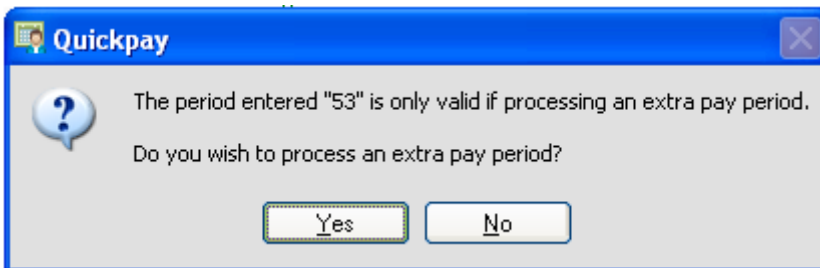 Quickpay
The period entered "53" is only valid if processing an extra pay period.
Do you wish to process an extra pay period?
Yes
No